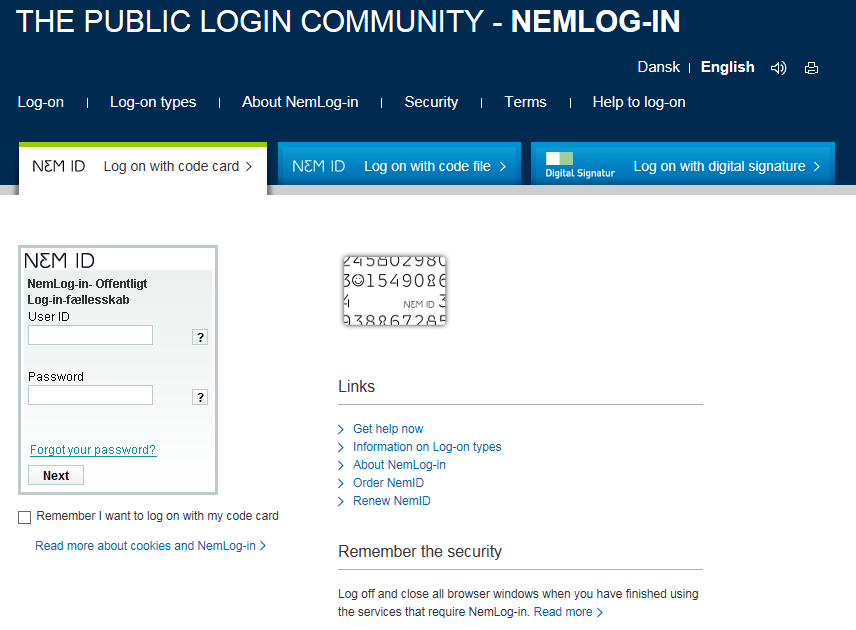 THE PUBLIC LOGIN COMMUNITY - NEMLOG-IN
Dansk | English
Log-on | Log-on types | About NemLog-in | Security | Terms | Help to log-on
NEM ID Log on with code card >
NEM ID Log on with code file >
Digital Signatur Log on with digital signature >
NEM ID
NemLog-in- Offentligt
Log-in-fællesskab
User ID
?
Password
?
Forgot your password?
Next
Remember I want to log on with my code card
Read more about cookies and NemLog-in >
3☺154908
NEM ID
Links
> Get help now
> Information on Log-on types
> About NemLog-in
> Order NemID
> Renew NemID
Remember the security
Log off and close all browser windows when you have finished using
the services that require NemLog-in. Read more >